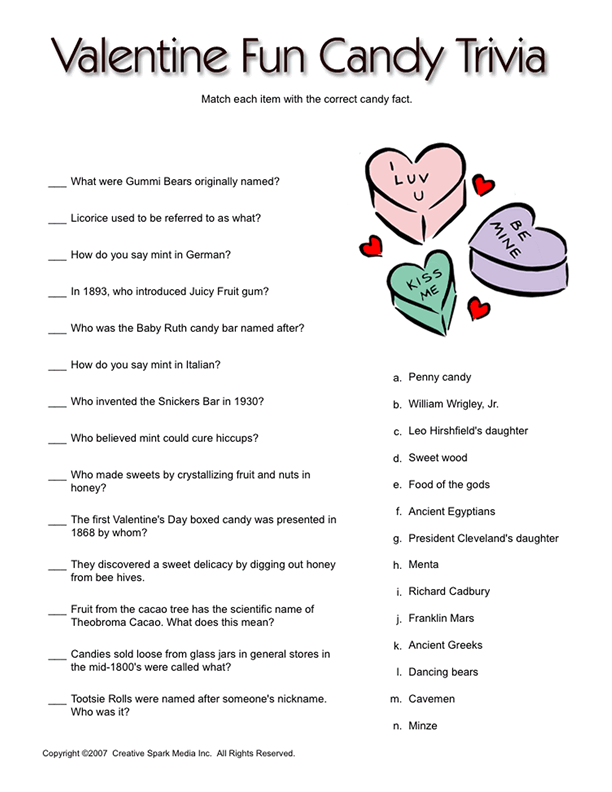 Valentine Fun Candy Trivia
Match each item with the correct candy fact.
I
LUV
U
BE
MINE
KISS
ME
___ What were Gummi Bears originally named?
___ Licorice used to be referred to as what?
___ How do you say mint in German?
___ In 1893, who introduced Juicy Fruit gum?
___ Who was the Baby Ruth candy bar named after?
___ How do you say mint in Italian?
___ Who invented the Snickers Bar in 1930?
___ Who believed mint could cure hiccups?
___ Who made sweets by crystallizing fruit and nuts in
honey?
___ The first Valentine's Day boxed candy was presented in
1868 by whom?
___ They discovered a sweet delicacy by digging out honey
from bee hives.
___ Fruit from the cacao tree has the scientific name of
Theobroma Cacao. What does this mean?
___ Candies sold loose from glass jars in general stores in
the mid-1800's were called what?
___ Tootsie Rolls were named after someone's nickname.
Who was it?
a. Penny candy
b. William Wrigley, Jr.
c. Leo Hirshfield's daughter
d. Sweet wood
e. Food of the gods
f. Ancient Egyptians
g. President Cleveland's daughter
h. Menta
i. Richard Cadbury
j. Franklin Mars
k. Ancient Greeks
l. Dancing bears
m. Cavemen
n. Minze
Copyright ©2007 Creative Spark Media Inc. All Rights Reserved.